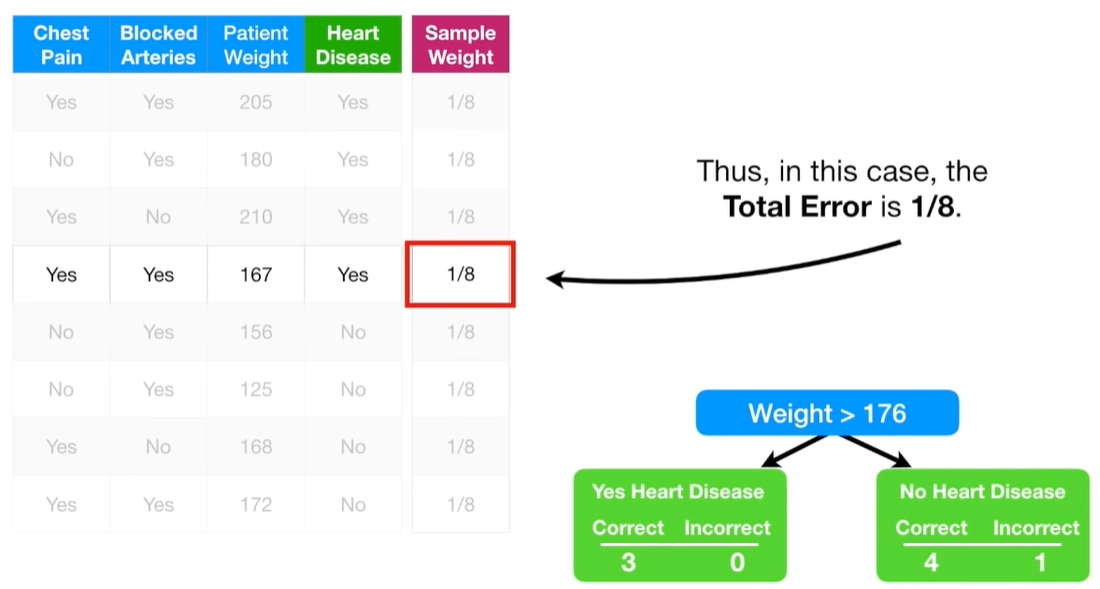 Chest Pain Blocked Arteries Patient Weight Heart Disease Sample Weight
Yes Yes 205 Yes 1/8
No Yes 180 Yes 1/8
Yes No 210 Yes 1/8
Yes Yes 167 Yes 1/8
No Yes 156 No 1/8
No Yes 125 No 1/8
Yes No 168 No 1/8
Yes Yes 172 No 1/8
Thus, in this case, the
Total Error is 1/8.
Weight > 176
Yes Heart Disease
Correct Incorrect
3 0
No Heart Disease
Correct Incorrect
4 1